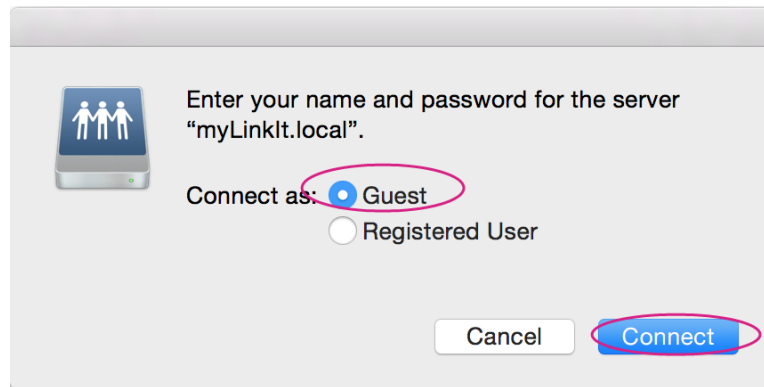 Enter your name and password for the server
“myLinkIt.local”.
Connect as: Guest
Registered User
Cancel
Connect